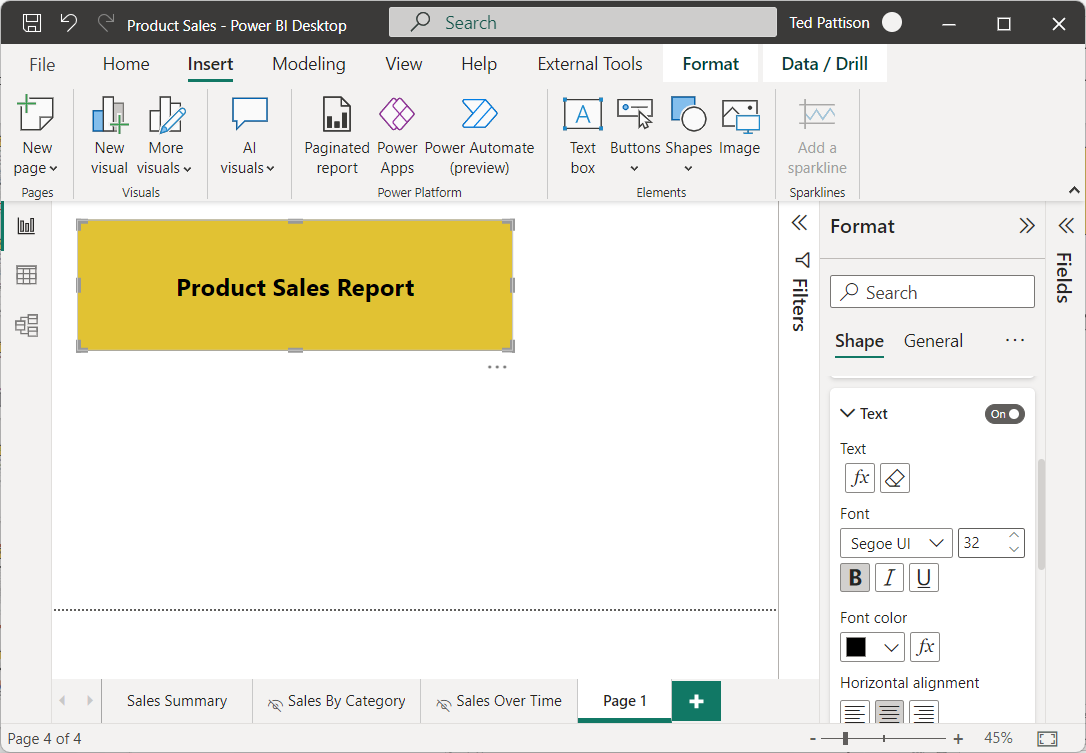 Product Sales - Power BI Desktop
Search
Ted Pattison
File Home Insert Modeling View Help External Tools Format Data / Drill
New page
New visual
More visuals
AI visuals
Paginated report
Power Apps
Power Automate (preview)
Text box
Buttons
Shapes
Image
Add a sparkline
Pages
Visuals
Power Platform
Elements
Sparklines
Product Sales Report
Filters
Format
Search
Shape General
Text On
Text
fx
Font
Segoe UI 32
B I U
Font color
fx
Horizontal alignment
Fields
Sales Summary Sales By Category Sales Over Time Page 1
Page 4 of 4
- + 45%